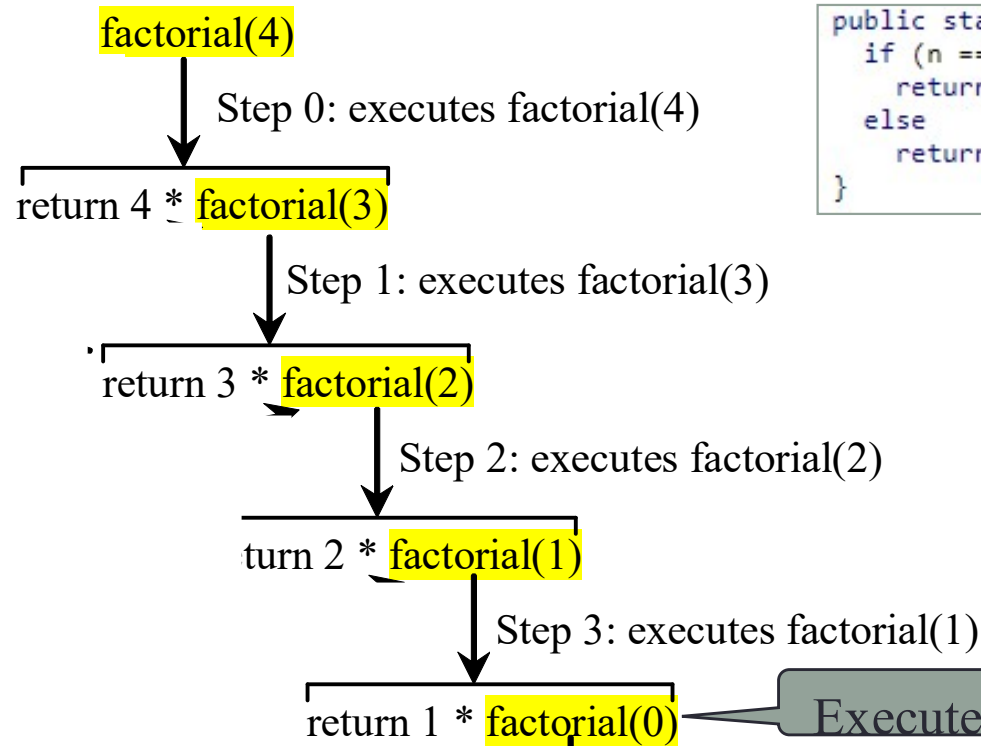 factorial(4)
public sta
if (n ==
return
else
return
}
Step 0: executes factorial(4)
return 4 * factorial(3)
Step 1: executes factorial(3)
return 3 * factorial(2)
Step 2: executes factorial(2)
turn 2 * factorial(1)
Step 3: executes factorial(1)
return 1 * factorial(0)
Execute